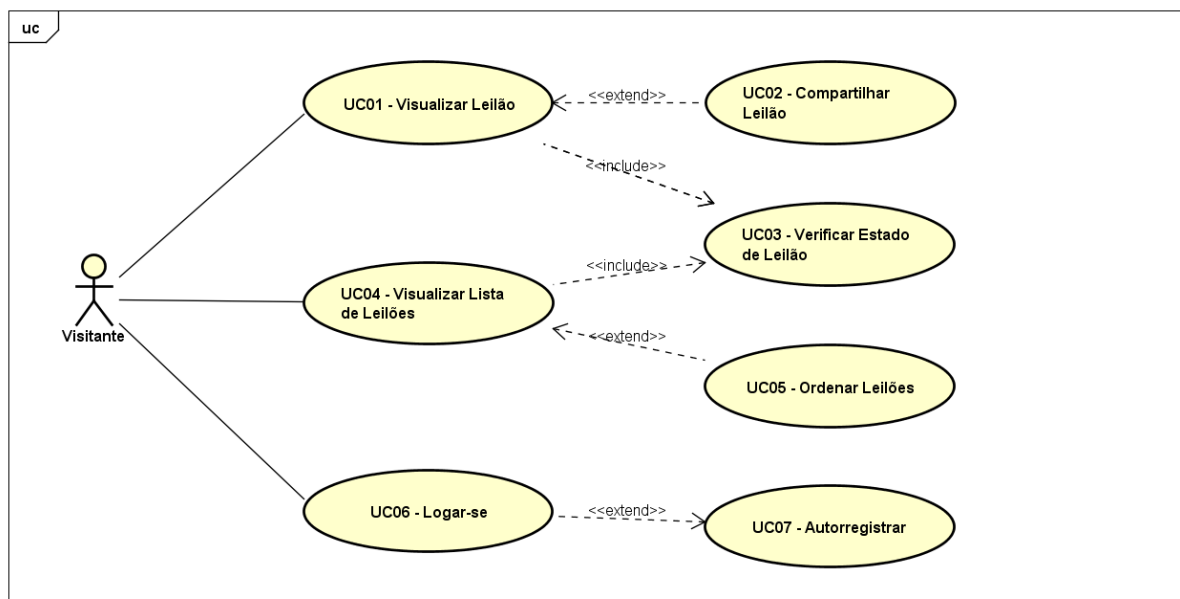 uc
UC01 - Visualizar Leilão
<<extend>>
UC02 - Compartilhar
Leilão
<<include>>
UC03 - Verificar Estado
de Leilão
<<include>>
UC04 - Visualizar Lista
de Leilões
Visitante
<<extend>>
UC05 - Ordenar Leilões
UC06 - Logar-se
<<extend>>
UC07 - Autorregistrar